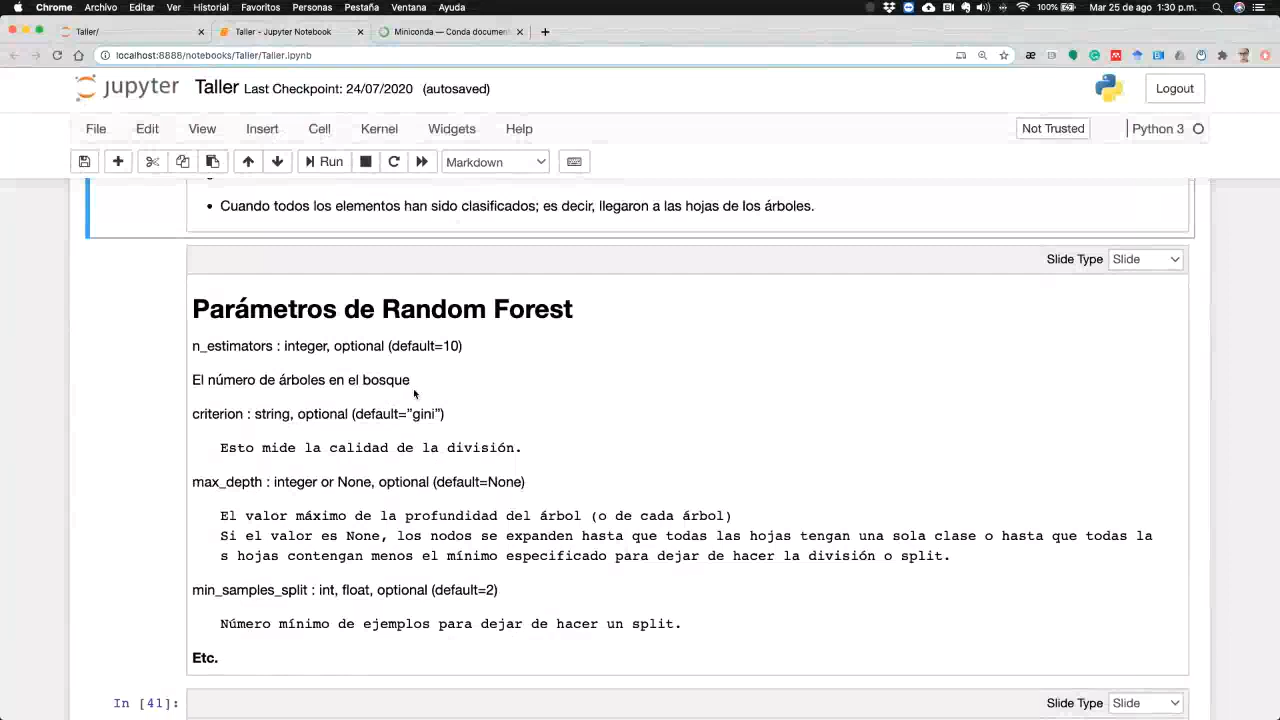 Chrome Archivo Editar Ver Historial Favoritos Personas Pestaña Ventana Ayuda 100% Mar 25 de ago 1:30 p.m.
Taller/ Taller - Jupyter Notebook Miniconda — Conda document
localhost:8888/notebooks/Taller/Taller.ipynb
jupyter Taller Last Checkpoint: 24/07/2020 (autosaved) Logout
File Edit View Insert Cell Kernel Widgets Help Not Trusted Python 3
Run Markdown
• Cuando todos los elementos han sido clasificados; es decir, llegaron a las hojas de los árboles.
Slide Type Slide
Parámetros de Random Forest
n_estimators : integer, optional (default=10)
El número de árboles en el bosque
criterion : string, optional (default=”gini”)
Esto mide la calidad de la división.
max_depth : integer or None, optional (default=None)
El valor máximo de la profundidad del árbol (o de cada árbol)
Si el valor es None, los nodos se expanden hasta que todas las hojas tengan una sola clase o hasta que todas la
s hojas contengan menos el mínimo especificado para dejar de hacer la división o split.
min_samples_split : int, float, optional (default=2)
Número mínimo de ejemplos para dejar de hacer un split.
Etc.
In [41]: Slide Type Slide